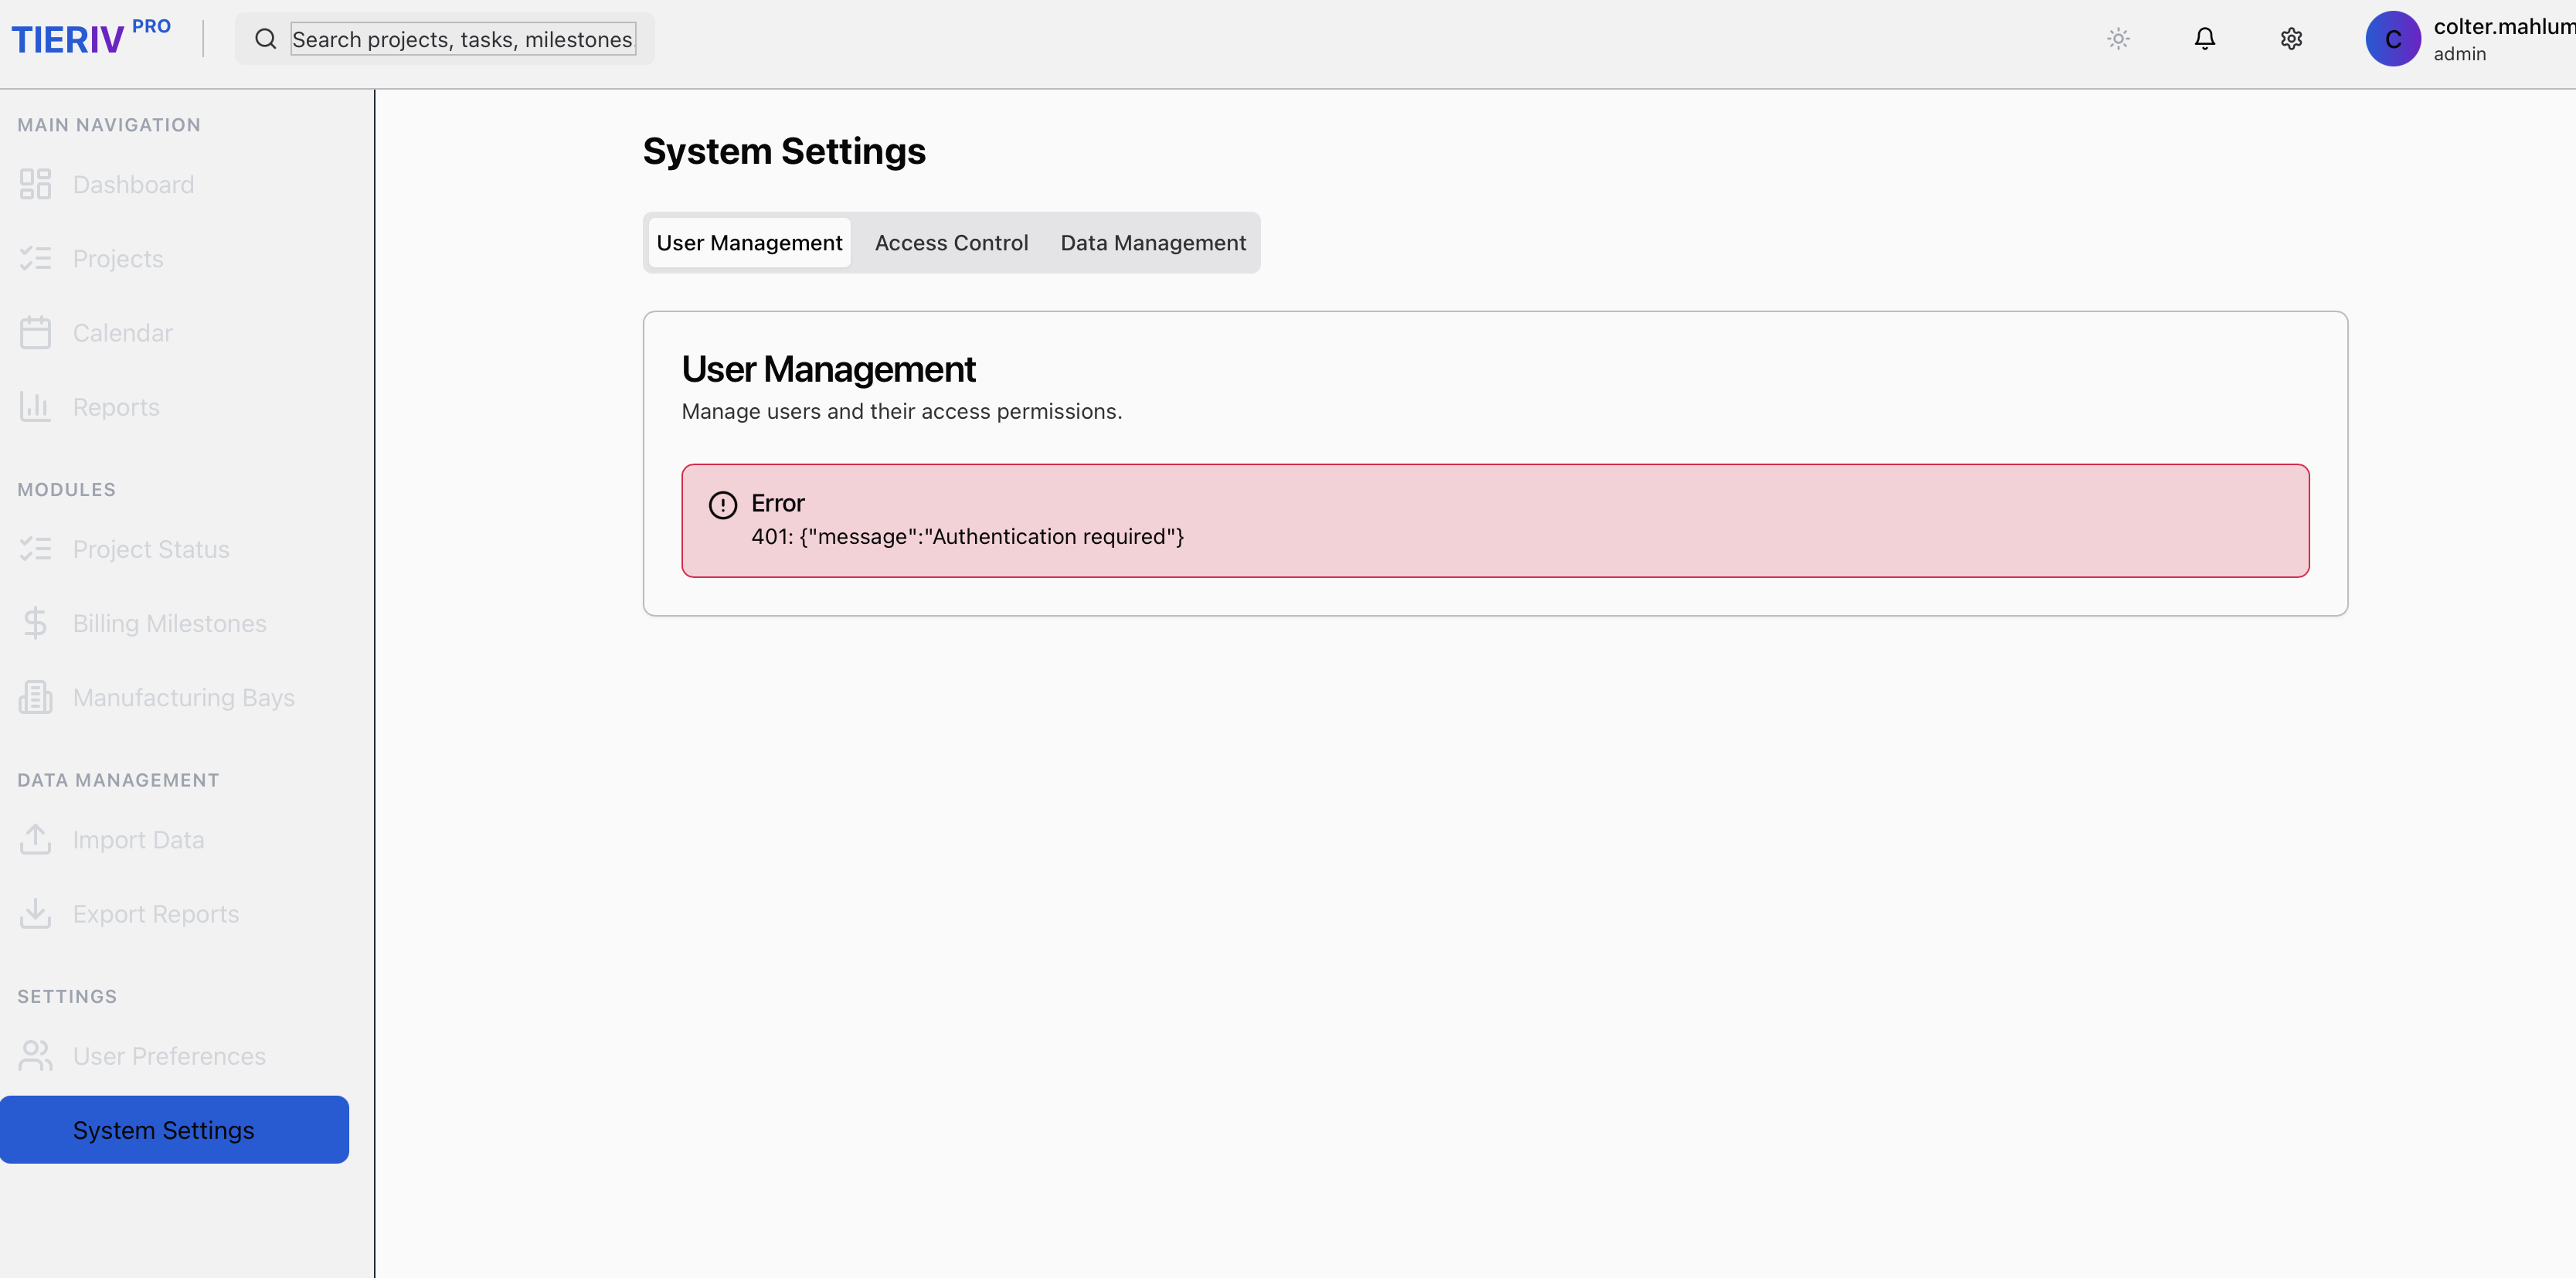 TIERIV PRO
Search projects, tasks, milestones
C
colter.mahlum
admin
MAIN NAVIGATION
Dashboard
Projects
Calendar
Reports
MODULES
Project Status
Billing Milestones
Manufacturing Bays
DATA MANAGEMENT
Import Data
Export Reports
SETTINGS
User Preferences
System Settings
System Settings
User Management
Access Control
Data Management
User Management
Manage users and their access permissions.
Error
401: {"message":"Authentication required"}